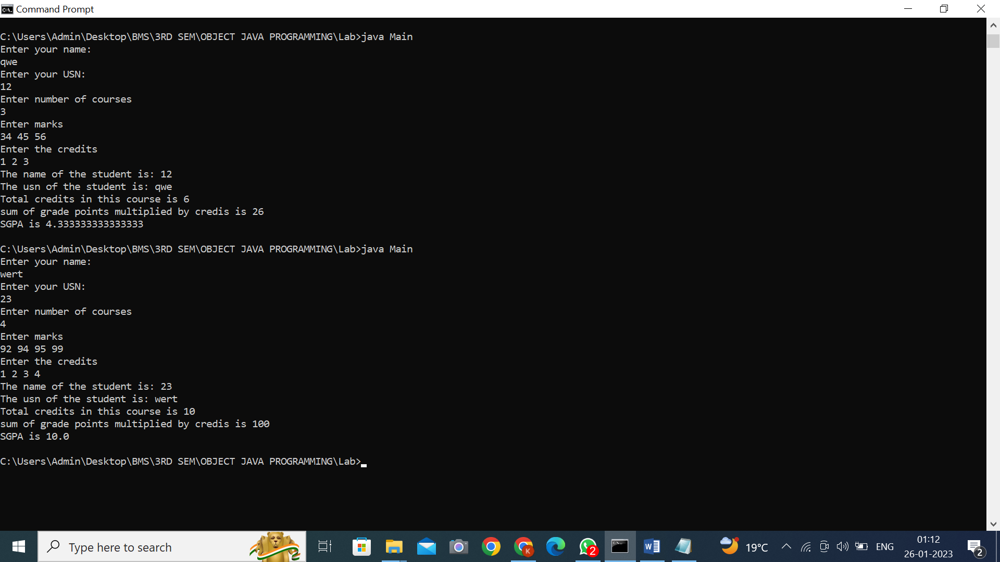 Command Prompt
C:\Users\Admin\Desktop\BMS\3RD SEM\OBJECT JAVA PROGRAMMING\Lab>java Main
Enter your name:
qwe
Enter your USN:
12
Enter number of courses
3
Enter marks
34 45 56
Enter the credits
1 2 3
The name of the student is: 12
The usn of the student is: qwe
Total credits in this course is 6
sum of grade points multiplied by credis is 26
SGPA is 4.333333333333333
C:\Users\Admin\Desktop\BMS\3RD SEM\OBJECT JAVA PROGRAMMING\Lab>java Main
Enter your name:
wert
Enter your USN:
23
Enter number of courses
4
Enter marks
92 94 95 99
Enter the credits
1 2 3 4
The name of the student is: 23
The usn of the student is: wert
Total credits in this course is 10
sum of grade points multiplied by credis is 100
SGPA is 10.0
C:\Users\Admin\Desktop\BMS\3RD SEM\OBJECT JAVA PROGRAMMING\Lab>
Type here to search
K
2
W
19°C
ENG
01:12
26-01-2023
2